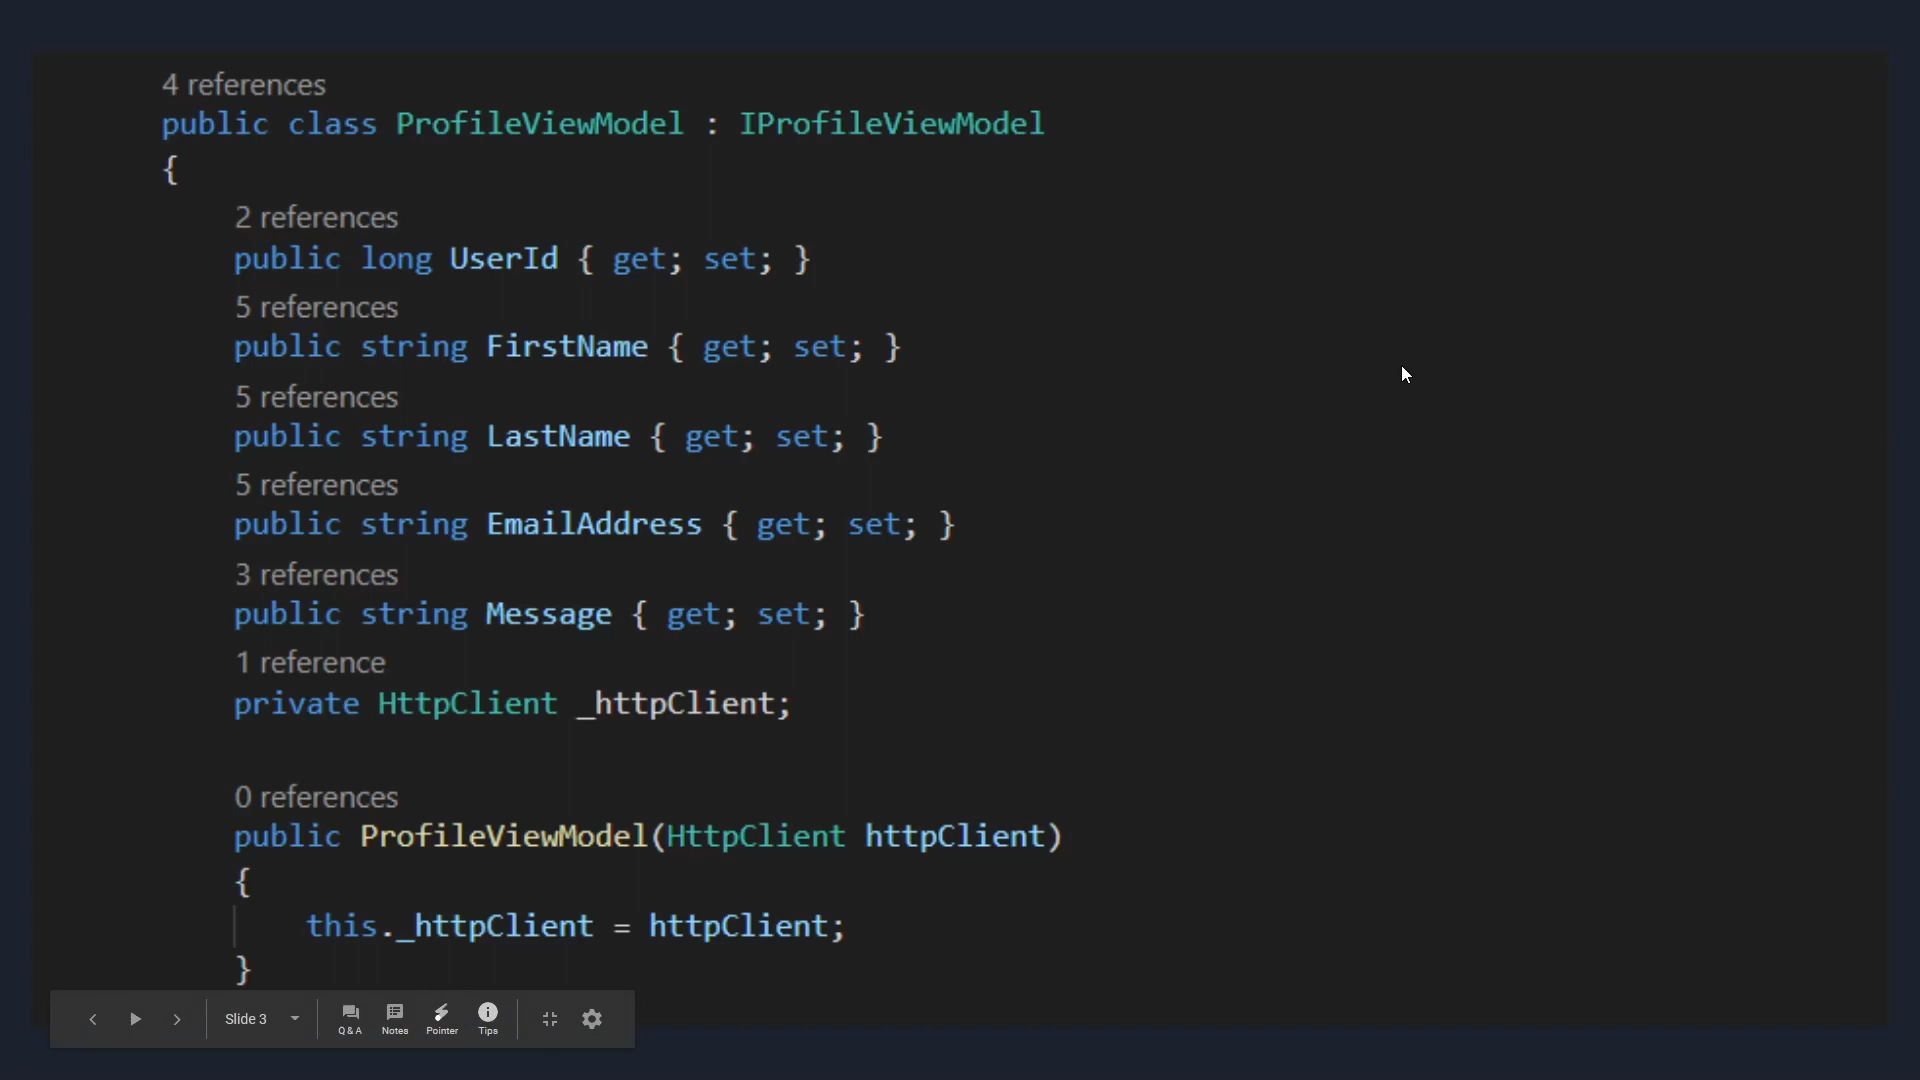 4 references
public class ProfileViewModel : IProfileViewModel
{
2 references
public long UserId { get; set; }
5 references
public string FirstName { get; set; }
5 references
public string LastName { get; set; }
5 references
public string EmailAddress { get; set; }
3 references
public string Message { get; set; }
1 reference
private HttpClient _httpClient;
0 references
public ProfileViewModel(HttpClient httpClient)
{
this._httpClient = httpClient;
}
Slide 3 Q&A Notes Pointer Tips